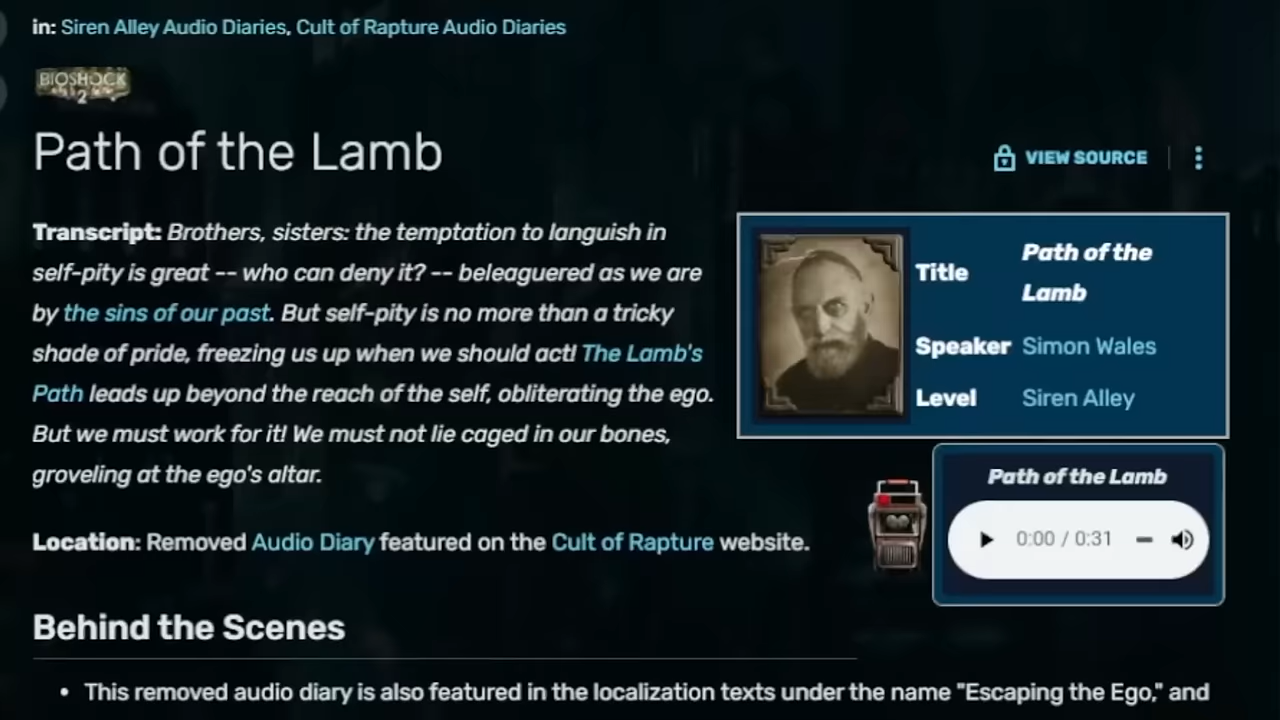 in: Siren Alley Audio Diaries, Cult of Rapture Audio Diaries
BIOSHOCK
2
Path of the Lamb
VIEW SOURCE
Transcript: Brothers, sisters: the temptation to languish in
self-pity is great -- who can deny it? -- beleaguered as we are
by the sins of our past. But self-pity is no more than a tricky
shade of pride, freezing us up when we should act! The Lamb's
Path leads up beyond the reach of the self, obliterating the ego.
But we must work for it! We must not lie caged in our bones,
groveling at the ego's altar.
Title Path of the
Lamb
Speaker Simon Wales
Level Siren Alley
Path of the Lamb
0:00 / 0:31
Location: Removed Audio Diary featured on the Cult of Rapture website.
Behind the Scenes
• This removed audio diary is also featured in the localization texts under the name "Escaping the Ego," and